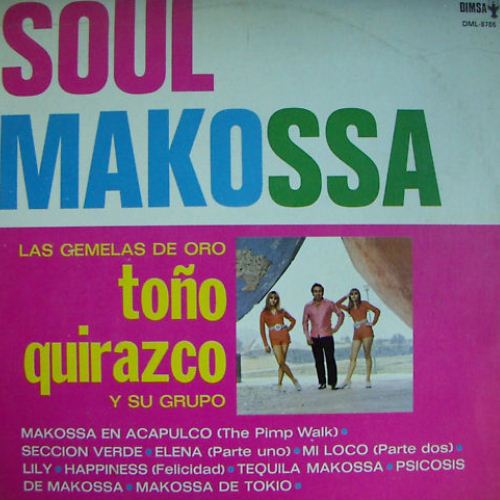 DIMSA
DML-8786
SOUL
MAKOSSA
LAS GEMELAS DE ORO
toño
quirazco
Y SU GRUPO
MAKOSSA EN ACAPULCO (The Pimp Walk) •
SECCION VERDE • ELENA (Parte uno) • MI LOCO (Parte dos) •
LILY • HAPPINESS (Felicidad) • TEQUILA MAKOSSA • PSICOSIS
DE MAKOSSA • MAKOSSA DE TOKIO •